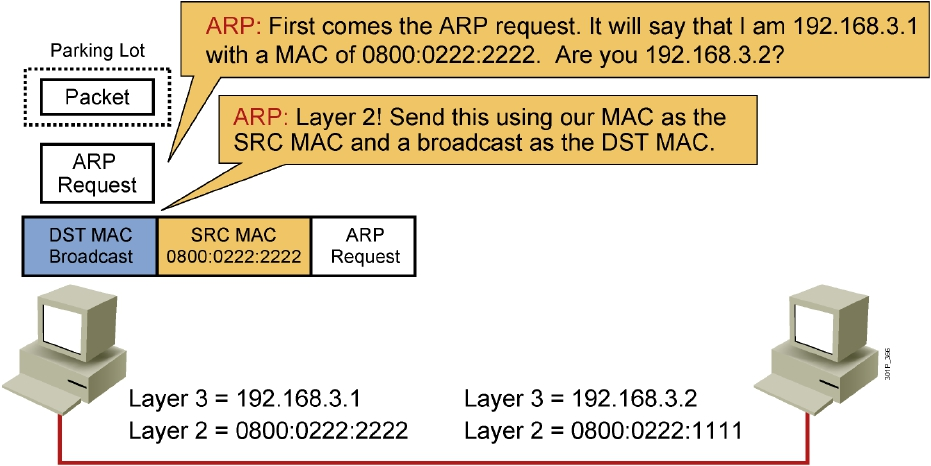 ARP: First comes the ARP request. It will say that I am 192.168.3.1
with a MAC of 0800:0222:2222.  Are you 192.168.3.2?
Parking Lot
Packet
ARP: Layer 2! Send this using our MAC as the
SRC MAC and a broadcast as the DST MAC.
ARP
Request
DST MAC
Broadcast
SRC MAC
0800:0222:2222
ARP
Request
Layer 3 = 192.168.3.1
Layer 2 = 0800:0222:2222
Layer 3 = 192.168.3.2
Layer 2 = 0800:0222:1111
301P_366